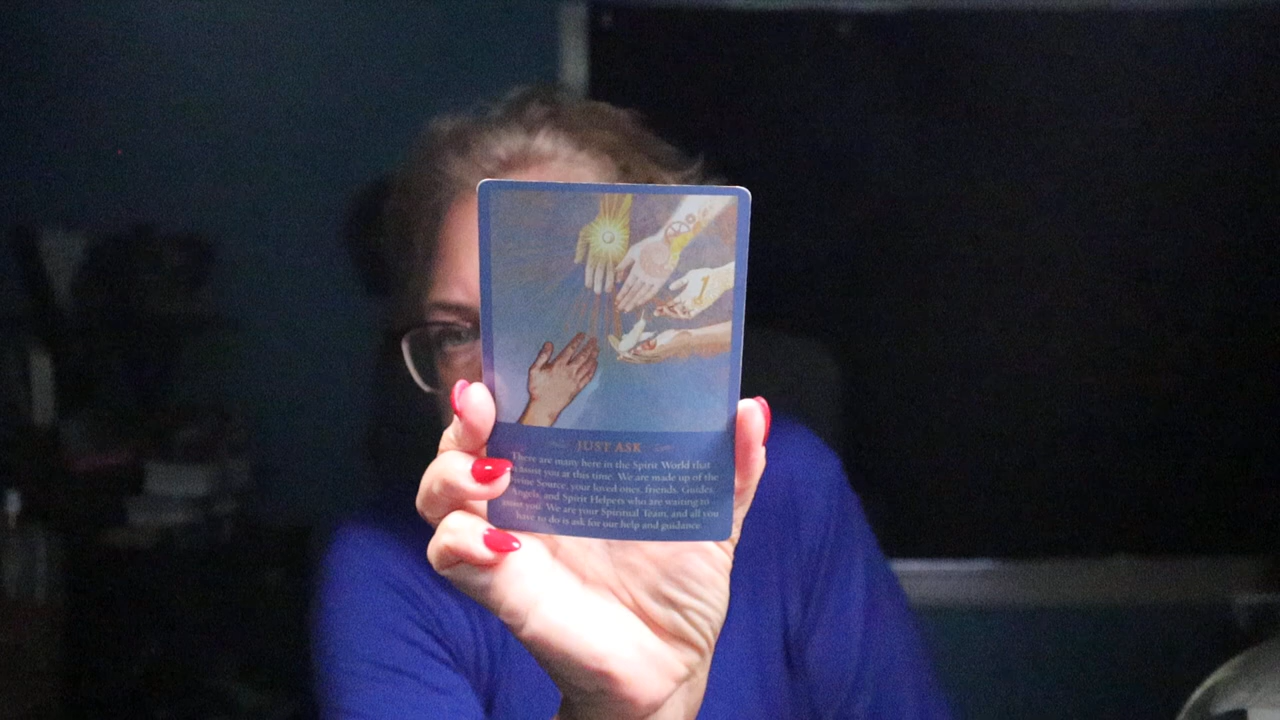 JUST ASK
There are many here in the Spirit World that
assist you at this time. We are made up of the
Divine Source, your loved ones, friends, Guides,
Angels, and Spirit Helpers who are waiting to
you. We are your Spiritual Team, and all you
have to do is ask for our help and guidance